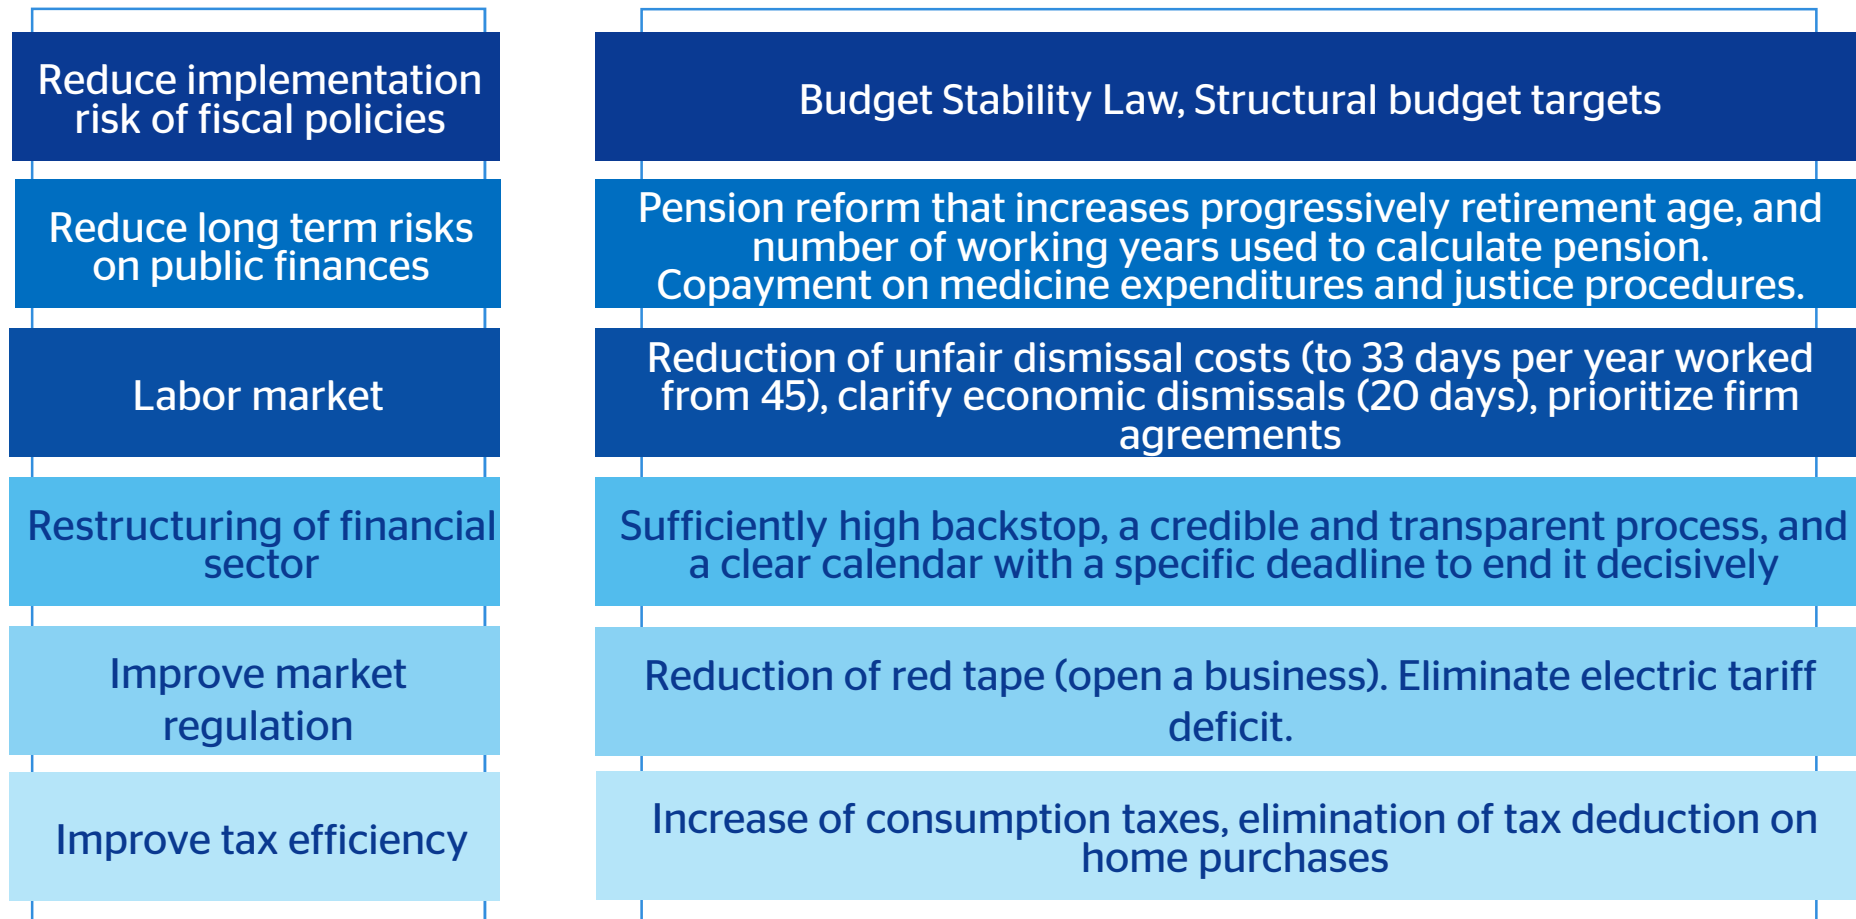 Reduce implementation
risk of fiscal policies
Budget Stability Law, Structural budget targets
Reduce long term risks
on public finances
Pension reform that increases progressively retirement age, and
number of working years used to calculate pension.
Copayment on medicine expenditures and justice procedures.
Labor market
Reduction of unfair dismissal costs (to 33 days per year worked
from 45), clarify economic dismissals (20 days), prioritize firm
agreements
Restructuring of financial
sector
Sufficiently high backstop, a credible and transparent process, and
a clear calendar with a specific deadline to end it decisively
Improve market
regulation
Reduction of red tape (open a business). Eliminate electric tariff
deficit.
Improve tax efficiency
Increase of consumption taxes, elimination of tax deduction on
home purchases